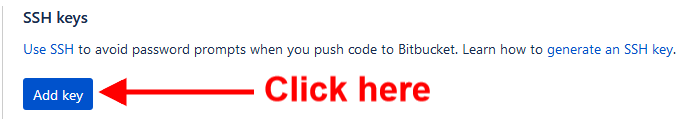 SSH keys
Use SSH to avoid password prompts when you push code to Bitbucket. Learn how to generate an SSH key.
Add key
Click here